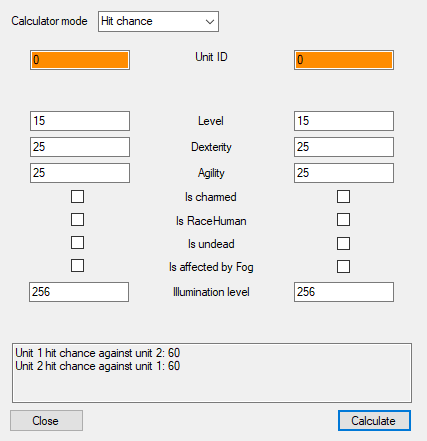 Calculator mode Hit chance
0 Unit ID 0
15 Level 15
25 Dexterity 25
25 Agility 25
Is charmed
Is RaceHuman
Is undead
Is affected by Fog
256 Illumination level 256
Unit 1 hit chance against unit 2: 60
Unit 2 hit chance against unit 1: 60
Close Calculate